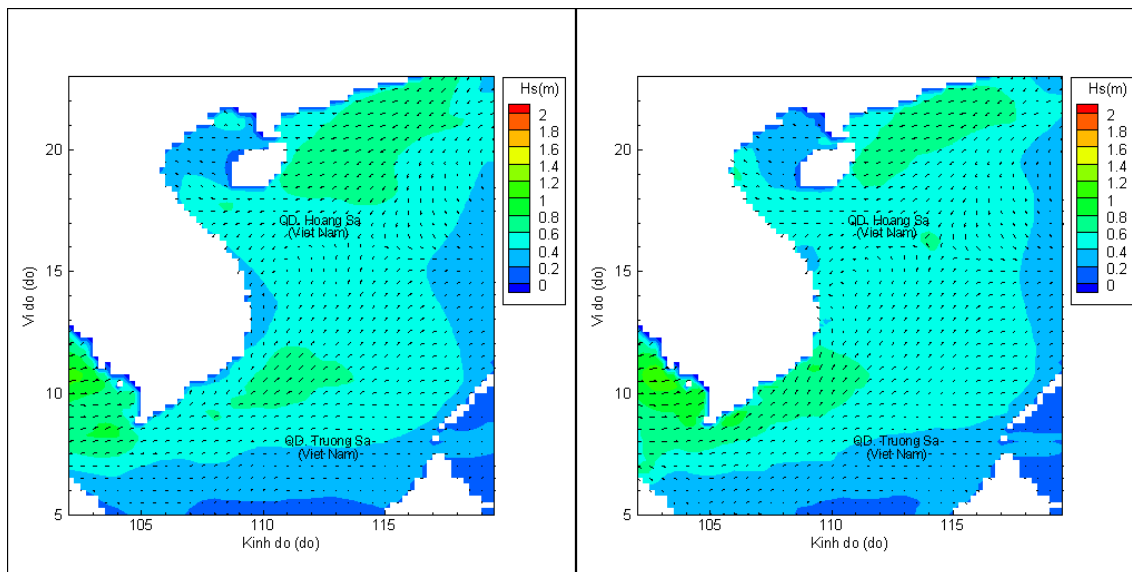 Hs(m)
2
1.8
1.6
1.4
1.2
1
0.8
0.6
0.4
0.2
0
20
15
10
5
Vi do (do)
105
110
115
Kinh do (do)
QD. Hoang Sa
(Viet Nam)
QD. Truong Sa
(Viet Nam)
Hs(m)
2
1.8
1.6
1.4
1.2
1
0.8
0.6
0.4
0.2
0
20
15
10
5
Vi do (do)
105
110
115
Kinh do (do)
QD. Hoang Sa
(Viet Nam)
QD. Truong Sa
(Viet Nam)